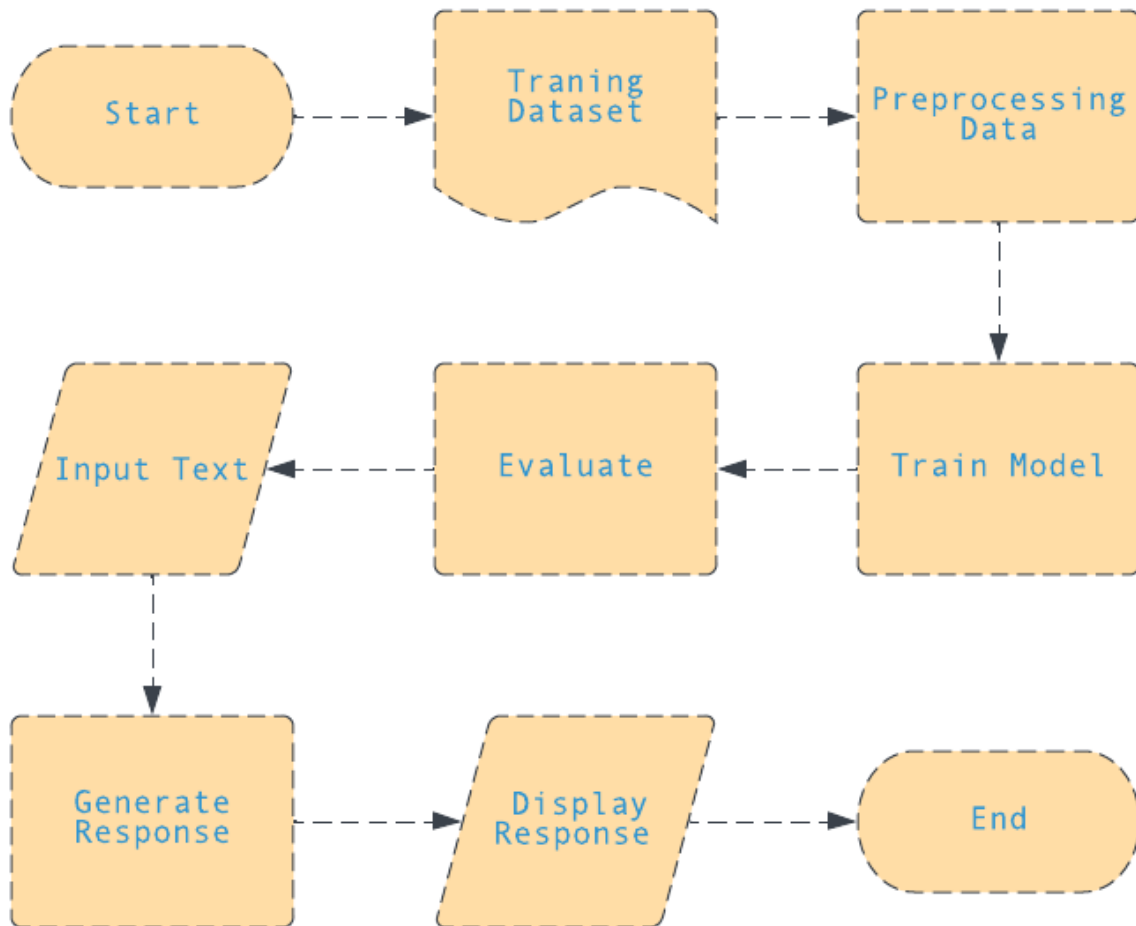 Start
Traning
Dataset
Preprocessing
Data
Input Text
Evaluate
Train Model
Generate
Response
Display
Response
End